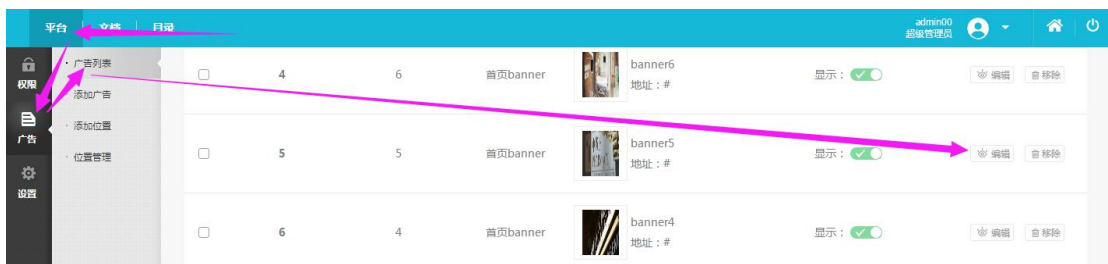 平台 文档 目录 admin00
超级管理员
权限
广告
设置
· 广告列表
添加广告
· 添加位置
· 位置管理
4 6 首页banner banner6 显示： 编辑 移除
地址：#
5 5 首页banner banner5 显示： 编辑 移除
地址：#
6 4 首页banner banner4 显示： 编辑 移除
地址：#